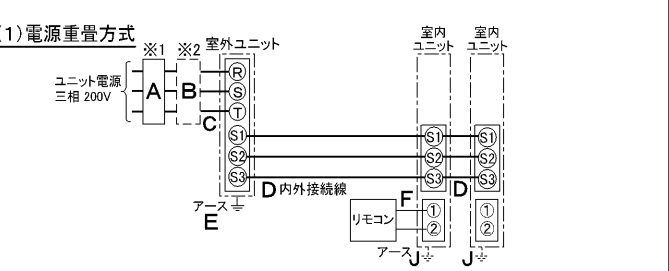 (1)電源重畳方式
※1 ※2 室外ユニット
室内ユニット
室内ユニット
ユニット電源
三相 200V
A
B
R
S
T
C
S1
S2
S3
S1
S2
S3
S1
S2
S3
D 内外接続線
D
アース
E
F
リモコン
①
②
①
②
アース J
J